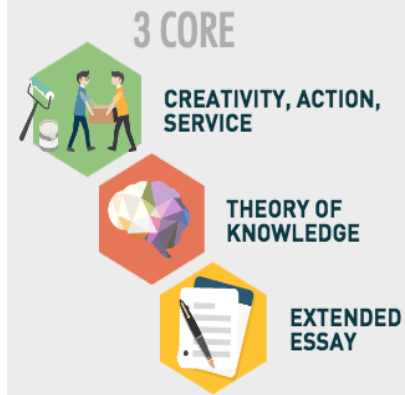 3 CORE
CREATIVITY, ACTION,
SERVICE
THEORY OF
KNOWLEDGE
EXTENDED
ESSAY